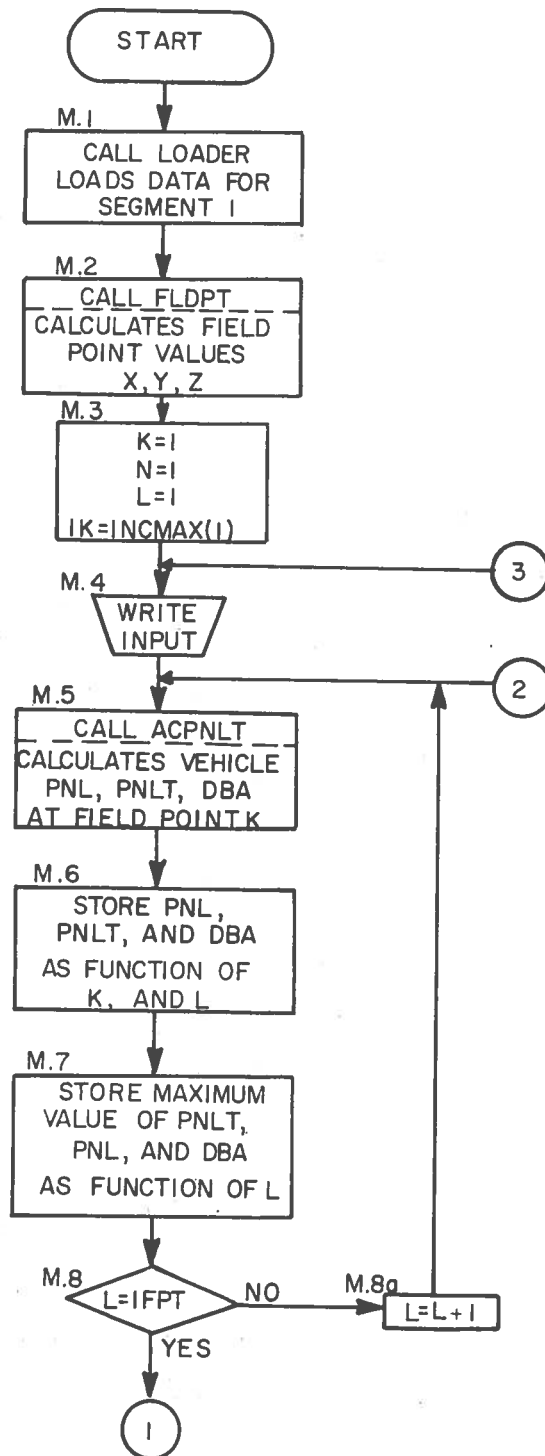 START
M.1
CALL LOADER
LOADS DATA FOR
SEGMENT 1
M.2
CALL FLDPT
CALCULATES FIELD
POINT VALUES
X, Y, Z
M.3
K=1
N=1
L=1
IK=INCMAX(1)
3
M.4
WRITE
INPUT
2
M.5
CALL ACPNLT
CALCULATES VEHICLE
PNL, PNLT, DBA
AT FIELD POINT K
M.6
STORE PNL,
PNLT, AND DBA
AS FUNCTION OF
K, AND L
M.7
STORE MAXIMUM
VALUE OF PNLT,
PNL, AND DBA
AS FUNCTION OF L
M.8
L=IFPT
NO
M.8a
L=L+1
YES
1